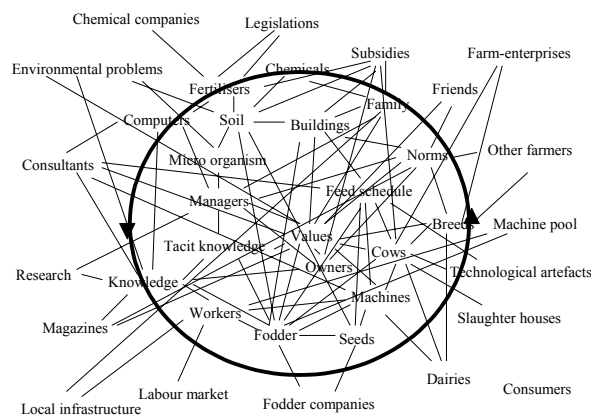 Chemical companies
Legislations
Subsidies
Farm-enterprises
Environmental problems
Chemicals
Fertilisers
Family
Friends
Computers
Soil
Buildings
Norms
Other farmers
Consultants
Micro organism
Feed schedule
Managers
Breeds
Machine pool
Values
Tacit knowledge
Cows
Owners
Technological artefacts
Research
Knowledge
Machines
Workers
Slaughter houses
Magazines
Fodder
Seeds
Dairies
Labour market
Consumers
Local infrastructure
Fodder companies